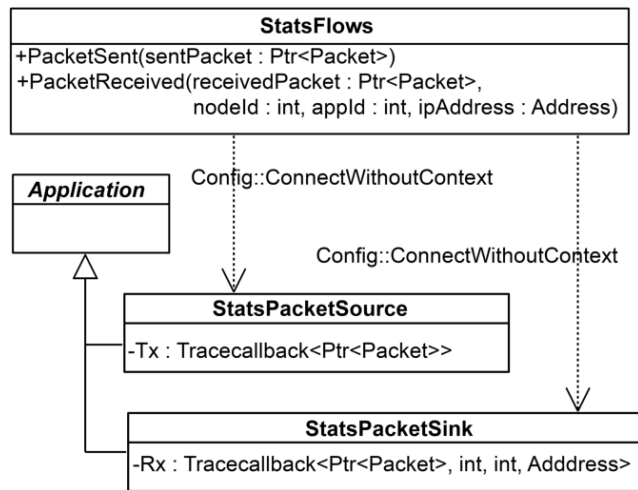 StatsFlows
+PacketSent(sentPacket : Ptr<Packet>)
+PacketReceived(receivedPacket : Ptr<Packet>,
nodeId : int, appId : int, ipAddress : Address)
Config::ConnectWithoutContext
Application
Config::ConnectWithoutContext
StatsPacketSource
-Tx : Tracecallback<Ptr<Packet>>
StatsPacketSink
-Rx : Tracecallback<Ptr<Packet>, int, int, Adddress>